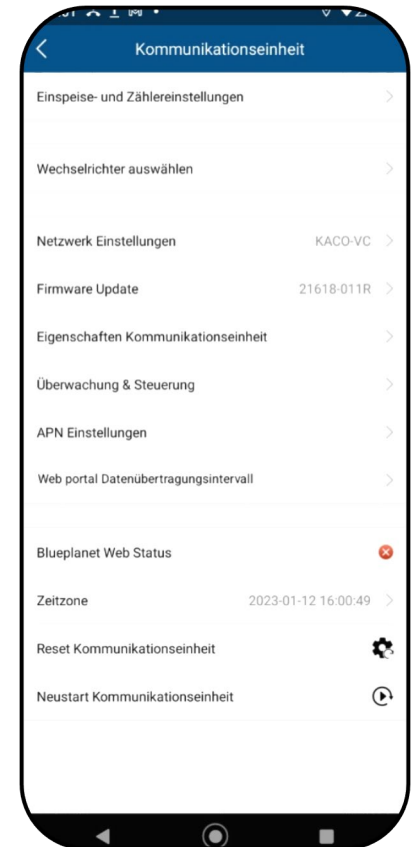 Kommunikationseinheit
Einspeise- und Zählereinstellungen
Wechselrichter auswählen
Netzwerk Einstellungen KACO-VC
Firmware Update 21618-011R
Eigenschaften Kommunikationseinheit
Überwachung & Steuerung
APN Einstellungen
Web portal Datenübertragungsintervall
Blueplanet Web Status
Zeitzone 2023-01-12 16:00:49
Reset Kommunikationseinheit
Neustart Kommunikationseinheit